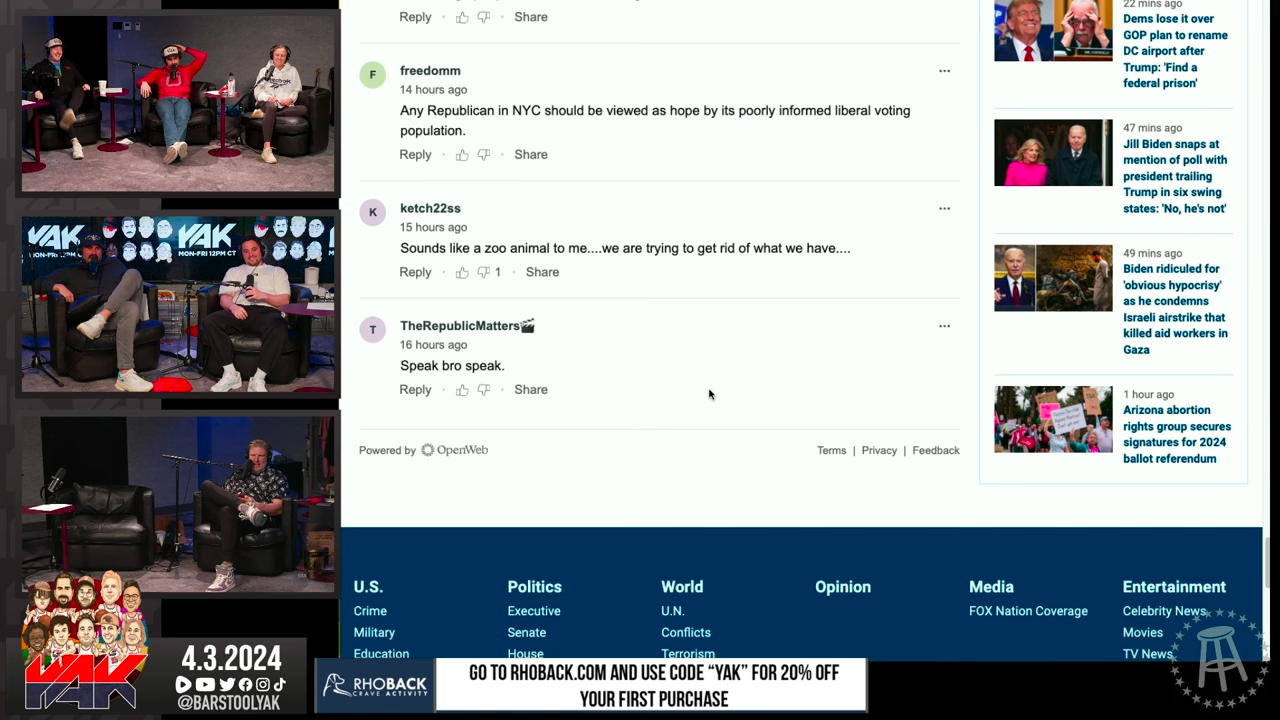 Reply · · Share
F
freedomm
14 hours ago
Any Republican in NYC should be viewed as hope by its poorly informed liberal voting
population.
Reply · · Share
K
ketch22ss
15 hours ago
Sounds like a zoo animal to me....we are trying to get rid of what we have....
Reply · 1 · Share
T
TheRepublicMatters🎬
16 hours ago
Speak bro speak.
Reply · · Share
Powered by OpenWeb
Terms | Privacy | Feedback
22 mins ago
Dems lose it over
GOP plan to rename
DC airport after
Trump: 'Find a
federal prison'
47 mins ago
Jill Biden snaps at
mention of poll with
president trailing
Trump in six swing
states: 'No, he's not'
49 mins ago
Biden ridiculed for
'obvious hypocrisy'
as he condemns
Israeli airstrike that
killed aid workers in
Gaza
1 hour ago
Arizona abortion
rights group secures
signatures for 2024
ballot referendum
U.S.
Crime
Military
Education
Politics
Executive
Senate
House
World
U.N.
Conflicts
Terrorism
Opinion
Media
FOX Nation Coverage
Entertainment
Celebrity News
Movies
TV News
YAK
MON-FRI 12PM CT
YAK
MON-FRI 12PM CT
YAK
4.3.2024
@BARSTOOLYAK
RHOBACK
CRAVE ACTIVITY
GO TO RHOBACK.COM AND USE CODE “YAK” FOR 20% OFF
YOUR FIRST PURCHASE